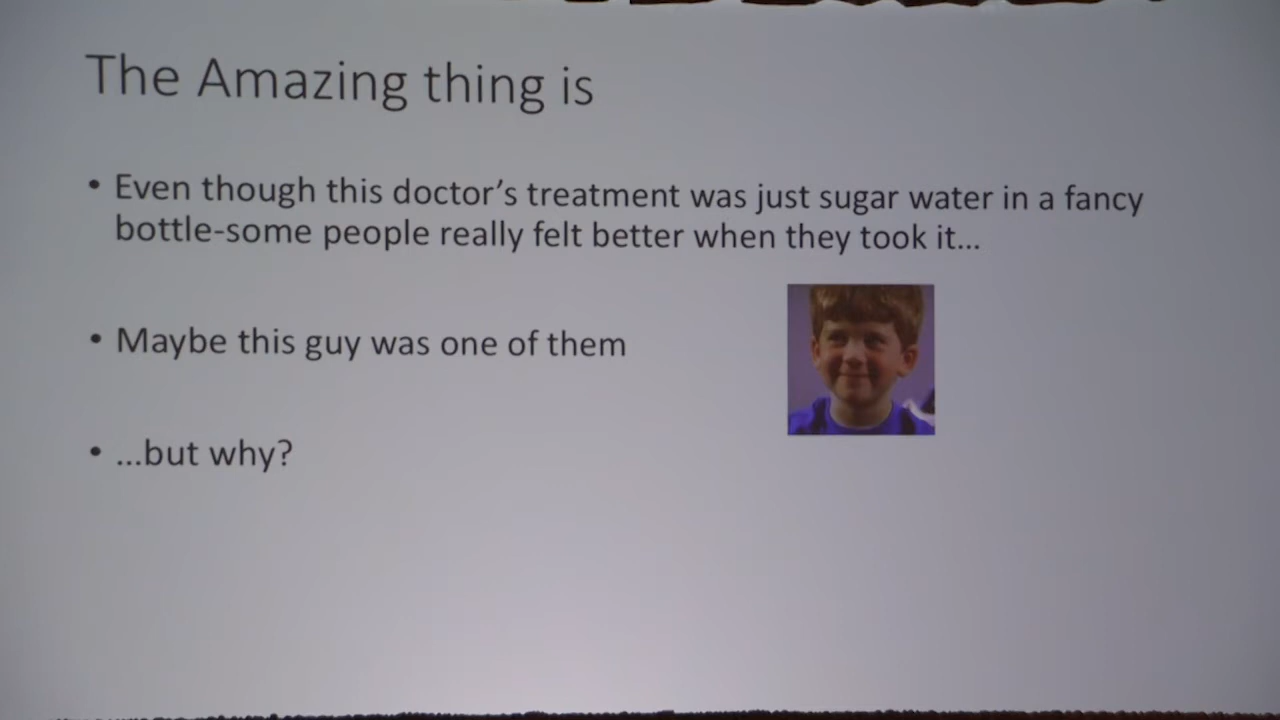 The Amazing thing is
• Even though this doctor’s treatment was just sugar water in a fancy
bottle-some people really felt better when they took it...
• Maybe this guy was one of them
• ...but why?